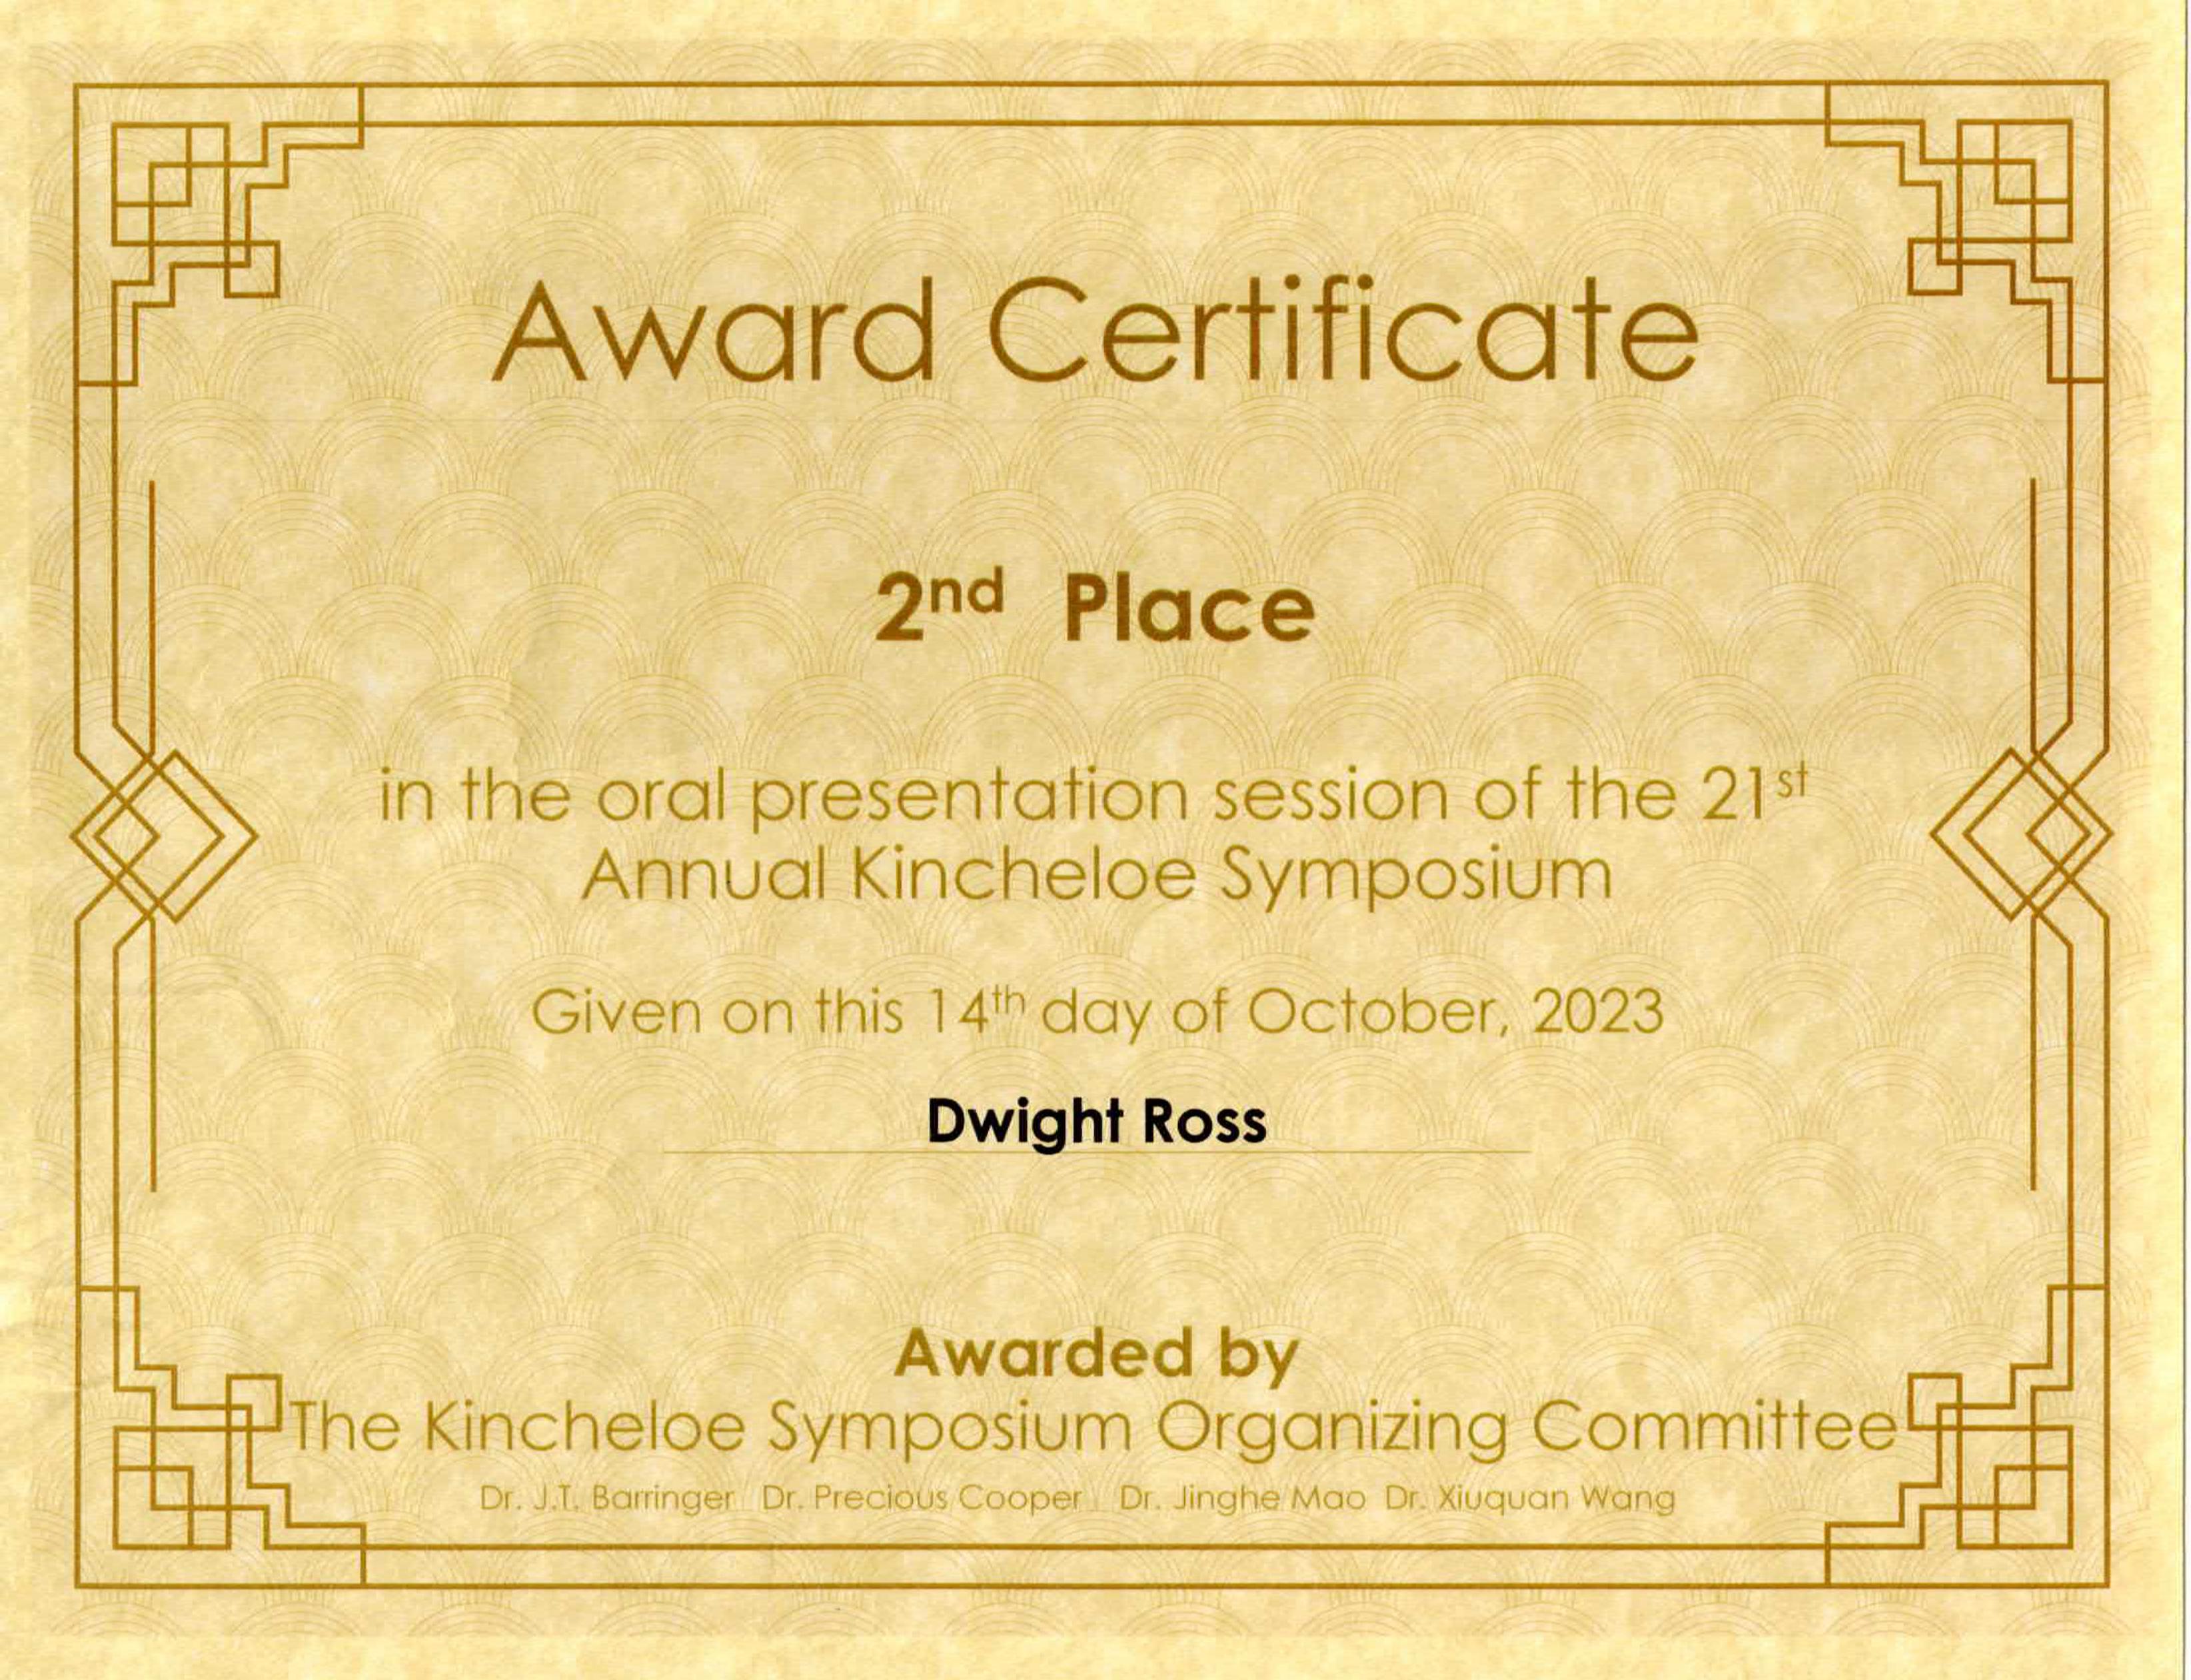 Award Certificate
2nd Place
in the oral presentation session of the 21st
Annual Kincheloe Symposium
Given on this 14th day of October, 2023
Dwight Ross
Awarded by
The Kincheloe Symposium Organizing Committee
Dr. J.T. Barringer Dr. Precious Cooper Dr. Jinghe Mao Dr. Xiuquan Wang